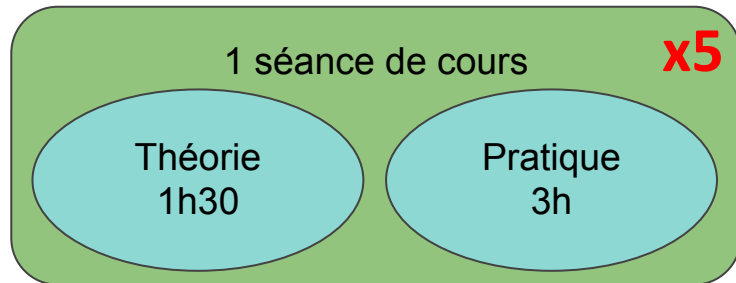 1 séance de cours
x5
Théorie
1h30
Pratique
3h